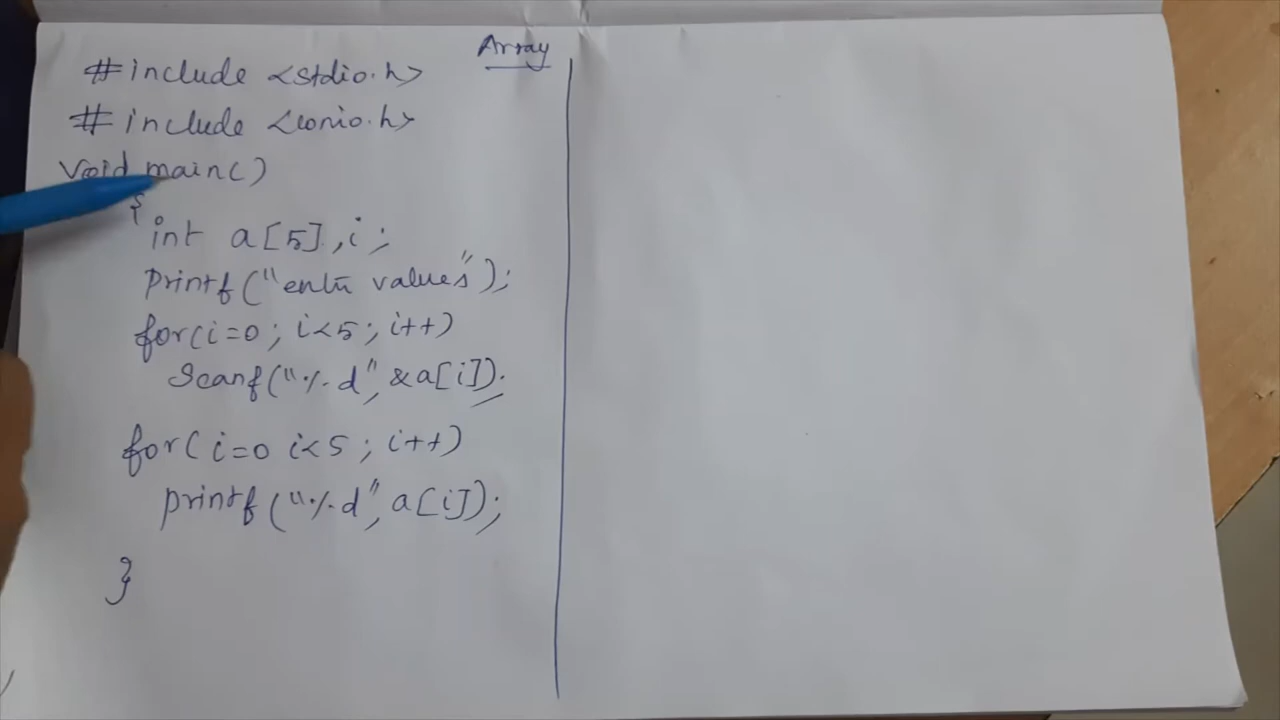 Array
#include <stdio.h>
#include <conio.h>
void main()
{
int a[5],i;
printf("enter values");
for(i=0; i<5; i++)
Scanf("%d", &a[i]);
for(i=0 i<5; i++)
printf("%d", a[i]);
}